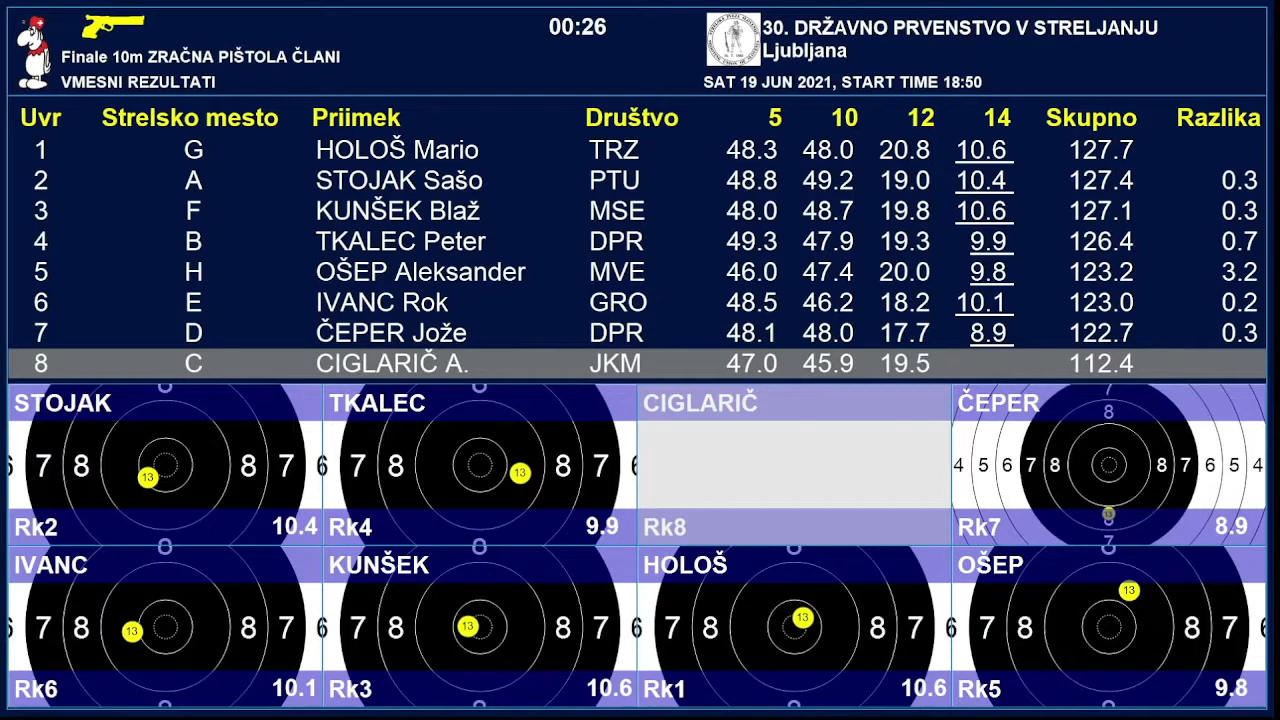 00:26
30. DRŽAVNO PRVENSTVO V STRELJANJU
Ljubljana
Finale 10m ZRAČNA PIŠTOLA ČLANI
VMESNI REZULTATI
SAT 19 JUN 2021, START TIME 18:50
Uvr Strelsko mesto Priimek Društvo 5 10 12 14 Skupno Razlika
1 G HOLOŠ Mario TRZ 48.3 48.0 20.8 10.6 127.7
2 A STOJAK Sašo PTU 48.8 49.2 19.0 10.4 127.4 0.3
3 F KUNŠEK Blaž MSE 48.0 48.7 19.8 10.6 127.1 0.3
4 B TKALEC Peter DPR 49.3 47.9 19.3 9.9 126.4 0.7
5 H OŠEP Aleksander MVE 46.0 47.4 20.0 9.8 123.2 3.2
6 E IVANC Rok GRO 48.5 46.2 18.2 10.1 123.0 0.2
7 D ČEPER Jože DPR 48.1 48.0 17.7 8.9 122.7 0.3
8 C CIGLARIČ A. JKM 47.0 45.9 19.5 112.4
STOJAK TKALEC CIGLARIČ ČEPER
7
8
6 7 8 8 7 6 7 8 8 7 6 4 5 6 7 8 8 7 6 5 4
13 13 13
Rk2 10.4 Rk4 9.9 Rk8 Rk7 8.9
7
IVANC KUNŠEK HOLOŠ OŠEP
6 7 8 8 7 6 7 8 8 7 6 7 8 8 7 6 7 8 8 7 6
13 13 13 13
Rk6 10.1 Rk3 10.6 Rk1 10.6 Rk5 9.8